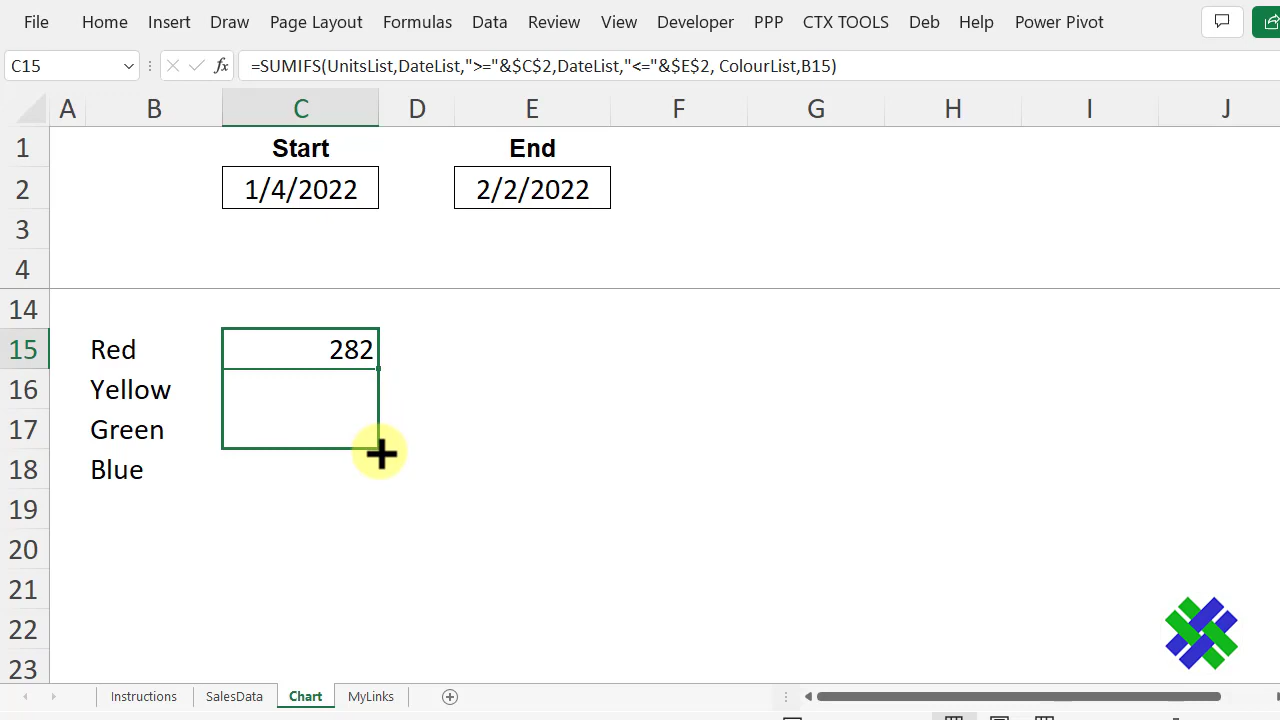 File Home Insert Draw Page Layout Formulas Data Review View Developer PPP CTX TOOLS Deb Help Power Pivot
C15 fx =SUMIFS(UnitsList,DateList,">="&$C$2,DateList,"<="&$E$2, ColourList,B15)
A B C D E F G H I J
1 Start End
2 1/4/2022 2/2/2022
3
4
14
15 Red 282
16 Yellow
17 Green
18 Blue
19
20
21
22
23
Instructions SalesData Chart MyLinks